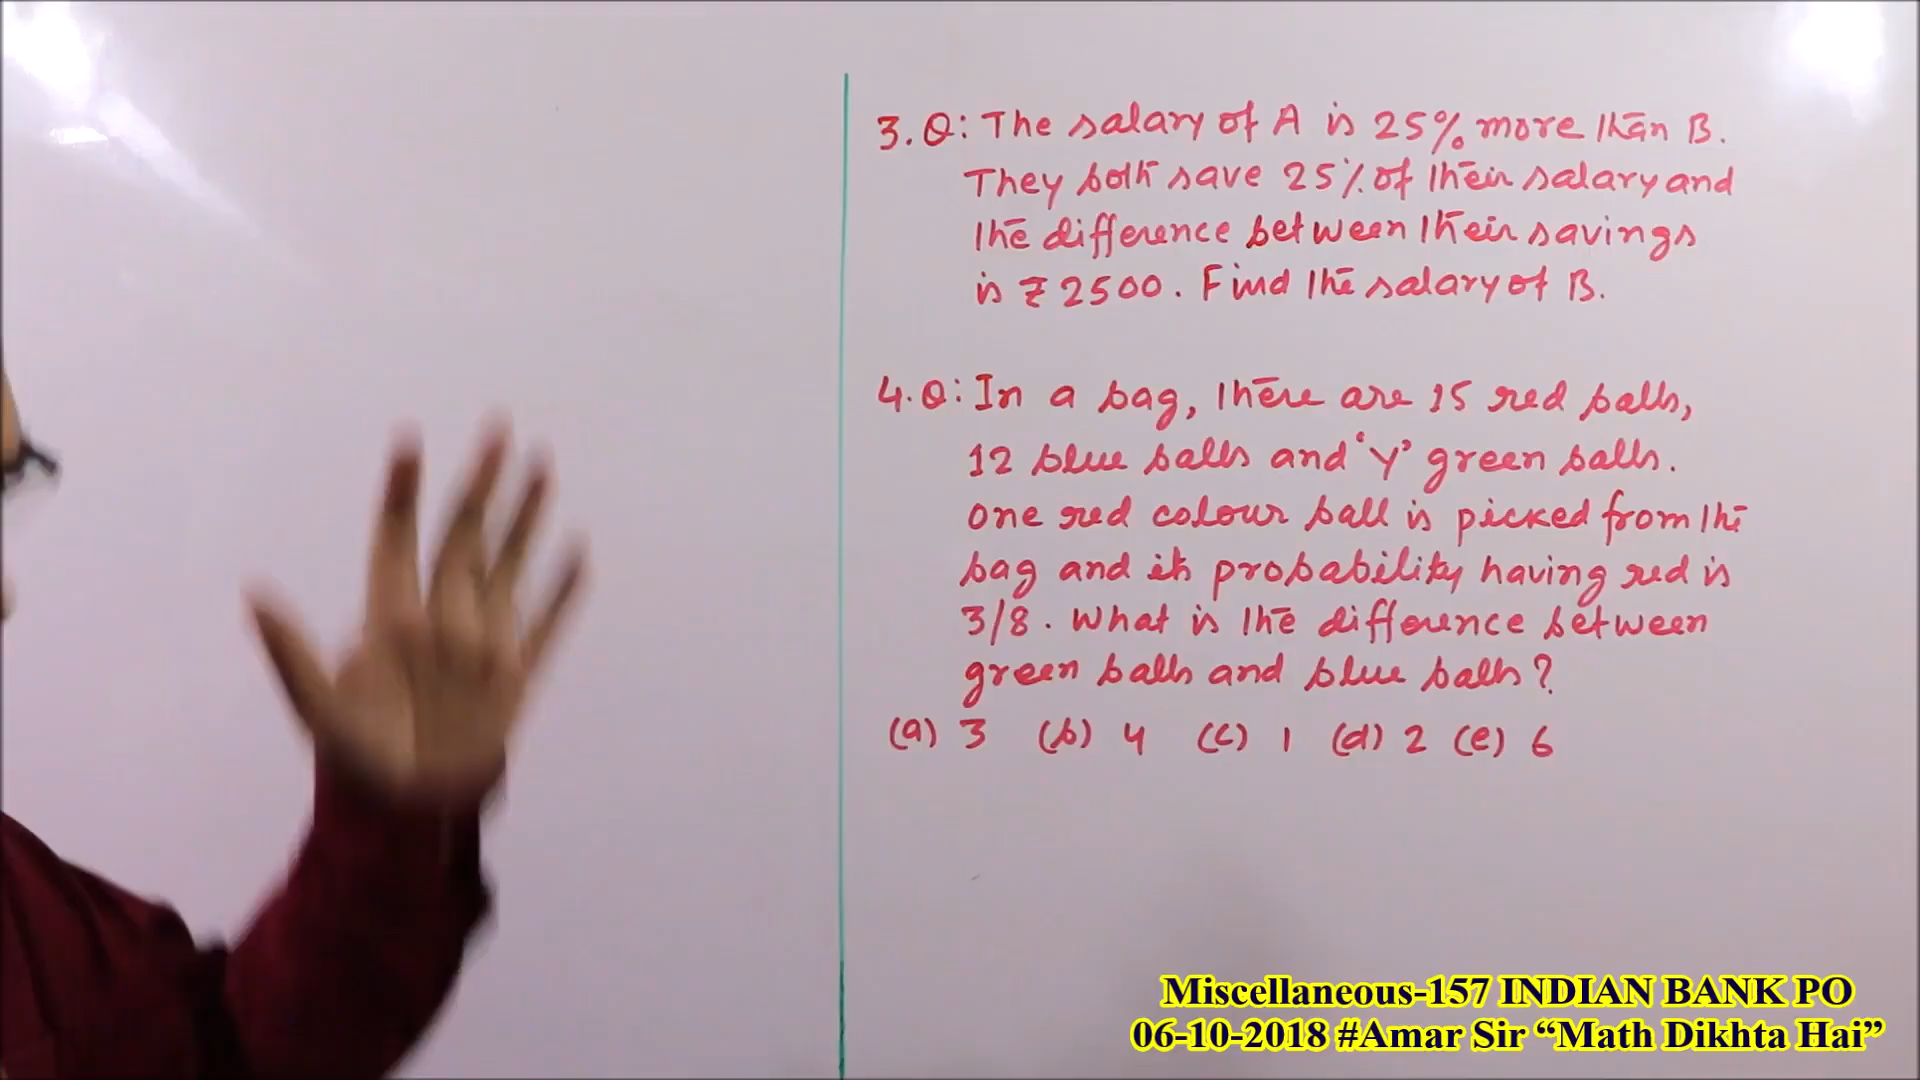 3. Q: The salary of A is 25% more than B.
They both save 25% of their salary and
the difference between their savings
is ₹ 2500. Find the salary of B.
4. Q: In a bag, there are 15 red balls,
12 blue balls and 'Y' green balls.
One red colour ball is picked from the
bag and its probability having red is
3/8. What is the difference between
green balls and blue balls?
(a) 3 (b) 4 (c) 1 (d) 2 (e) 6
Miscellaneous-157 INDIAN BANK PO
06-10-2018 #Amar Sir “Math Dikhta Hai”